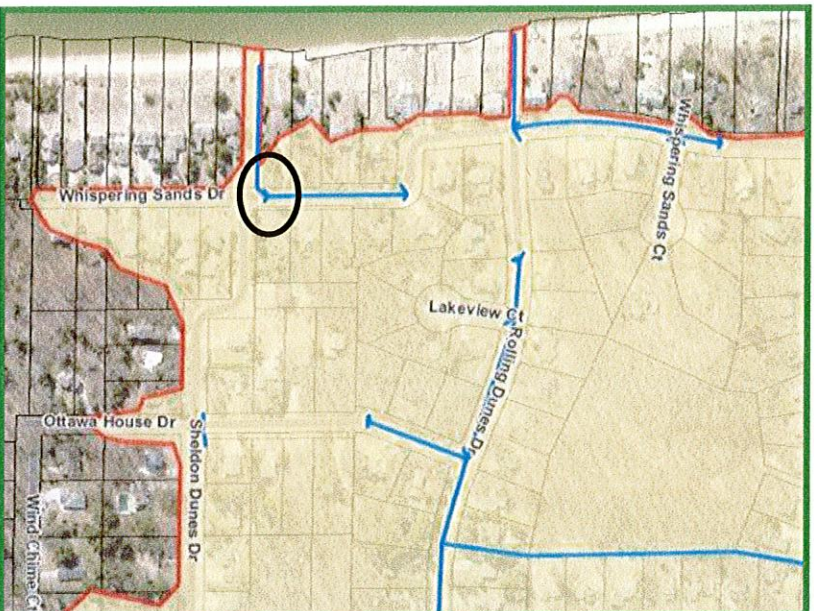 Whispering Sands Dr
Whispering Sands Ct
Lakeview Ct
Rolling Dunes Dr
Ottawa House Dr
Sheldon Dunes Dr
Wind Chime C